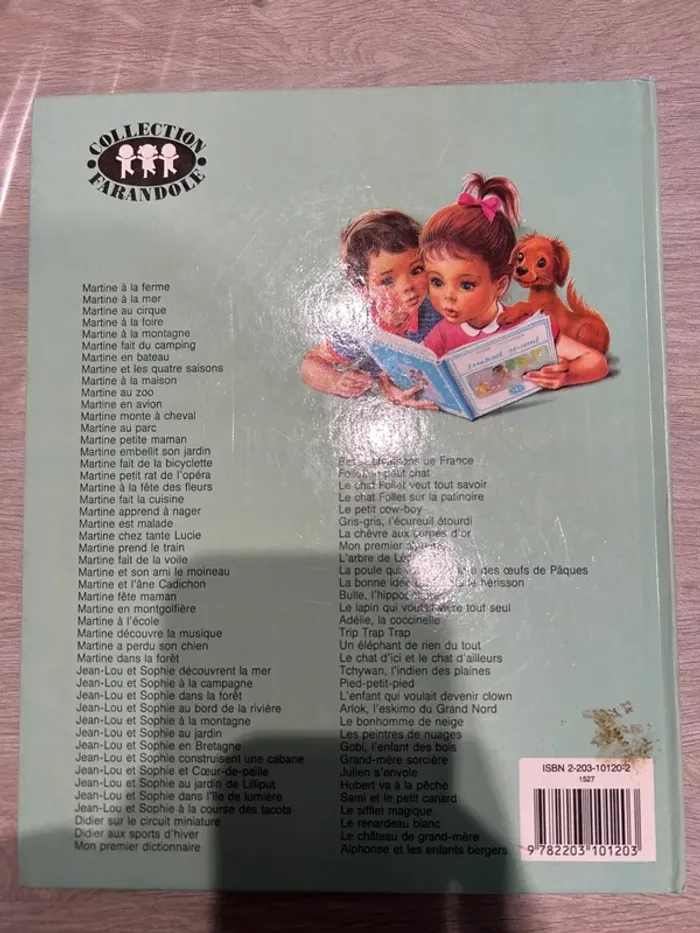 COLLECTION
FARANDOLE
Martine à la ferme
Martine à la mer
Martine au cirque
Martine à la foire
Martine à la montagne
Martine fait du camping
Martine en bateau
Martine et les quatre saisons
Martine à la maison
Martine au zoo
Martine en avion
Martine monte à cheval
Martine au parc
Martine petite maman
Martine embellit son jardin
Martine fait de la bicyclette
Martine petit rat de l'opéra
Martine à la fête des fleurs
Martine fait la cuisine
Martine apprend à nager
Martine est malade
Martine chez tante Lucie
Martine prend le train
Martine fait de la voile
Martine et son ami le moineau
Martine et l'âne Cadichon
Martine fête maman
Martine en montgolfière
Martine à l'école
Martine découvre la musique
Martine a perdu son chien
Martine dans la forêt
Jean-Lou et Sophie découvrent la mer
Jean-Lou et Sophie à la campagne
Jean-Lou et Sophie dans la forêt
Jean-Lou et Sophie au bord de la rivière
Jean-Lou et Sophie à la montagne
Jean-Lou et Sophie au jardin
Jean-Lou et Sophie en Bretagne
Jean-Lou et Sophie construisent une cabane
Jean-Lou et Sophie et Cœur-de-paille
Jean-Lou et Sophie au jardin de Lilliput
Jean-Lou et Sophie dans l'île de lumière
Jean-Lou et Sophie à la course des tacots
Didier sur le circuit miniature
Didier aux sports d'hiver
Mon premier dictionnaire
de France
petit chat
Le chat Follet veut tout savoir
Le chat Follet sur la patinoire
Le petit cow-boy
Gris-gris, l'écureuil étourdi
La chèvre aux cornes d'or
Mon premier
L'arbre de
La poule qui des œufs de Pâques
La bonne idée le hérisson
Bulle,
Le lapin qui voulait vivre tout seul
Adélie, la coccinelle
Trip Trap Trap
Un éléphant de rien du tout
Le chat d'ici et le chat d'ailleurs
Tchywan, l'indien des plaines
Pied-petit-pied
L'enfant qui voulait devenir clown
Arlok, l'eskimo du Grand Nord
Le bonhomme de neige
Les peintres de nuages
Gobi, l'enfant des bois
Grand-mère sorcière
Julien s'envole
Hubert va à la pêche
Sami et le petit canard
Le sifflet magique
Le renardeau blanc
Le château de grand-mère
Alphonse et les enfants bergers
ISBN 2-203-10120-2
1527
9 782203 101203